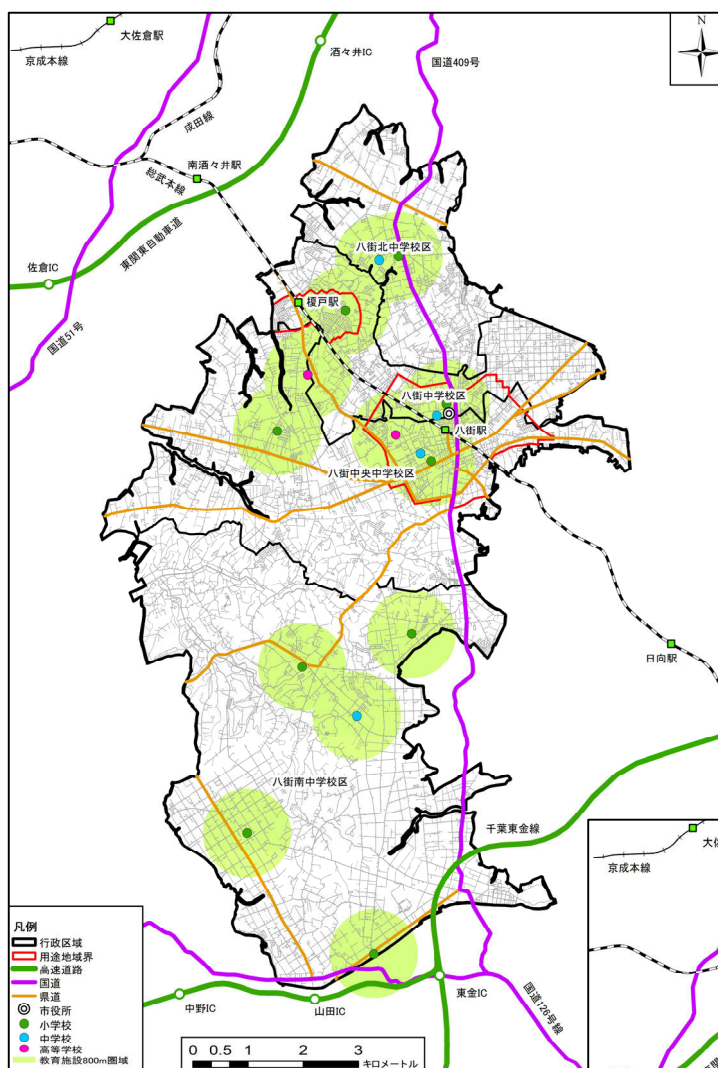 大佐倉駅
京成本線
酒々井IC
国道409号
N
成田線
南酒々井駅
総武本線
東関東自動車道
佐倉IC
国道51号
八街北中学校区
榎戸駅
八街中学校区
八街駅
八街中央中学校区
日向駅
八街南中学校区
千葉東金線
大佐
京成本線
凡例
行政区域
用途地域界
高速道路
国道
県道
市役所
小学校
中学校
高等学校
教育施設800m圏域
中野IC
山田IC
東金IC
国道126号線
0 0.5 1 2 3
キロメートル